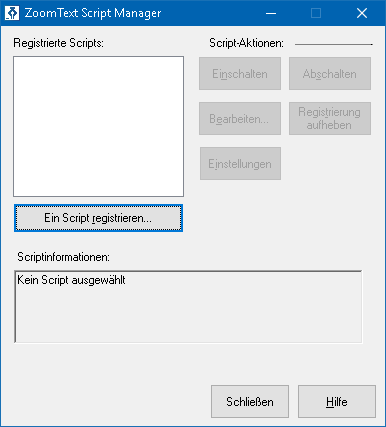 ZoomText Script Manager
Registrierte Scripts:
Script-Aktionen:
Einschalten
Abschalten
Bearbeiten...
Registrierung
aufheben
Einstellungen
Ein Script registrieren...
Scriptinformationen:
Kein Script ausgewählt
Schließen
Hilfe